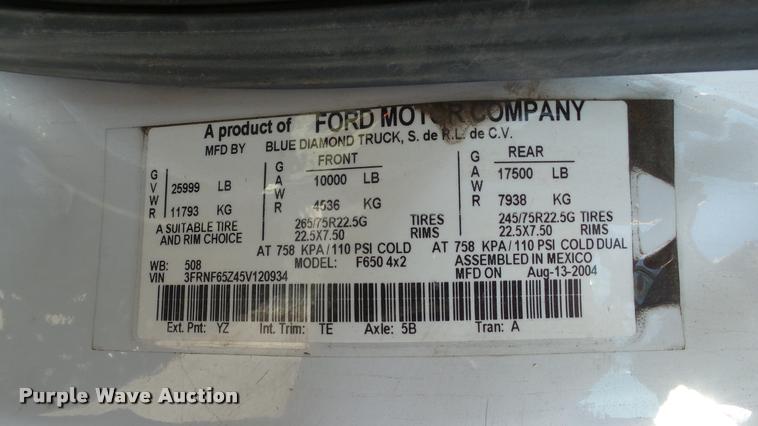 A product of FORD MOTOR COMPANY
MFD BY BLUE DIAMOND TRUCK, S. de R.L. de C.V.
GVWR 25999 LB 11793 KG
FRONT GAWR 10000 LB 4536 KG
REAR GAWR 17500 LB 7938 KG
A SUITABLE TIRE AND RIM CHOICE
265/75R22.5G TIRES 245/75R22.5G TIRES
22.5X7.50 RIMS 22.5X7.50 RIMS
AT 758 KPA/110 PSI COLD AT 758 KPA/110 PSI COLD DUAL
WB: 508 MODEL: F650 4x2 ASSEMBLED IN MEXICO
VIN 3FRNF65Z45V120934 MFD ON Aug-13-2004
Ext. Pnt: YZ Int. Trim: TE Axle: 5B Tran: A
Purple Wave Auction